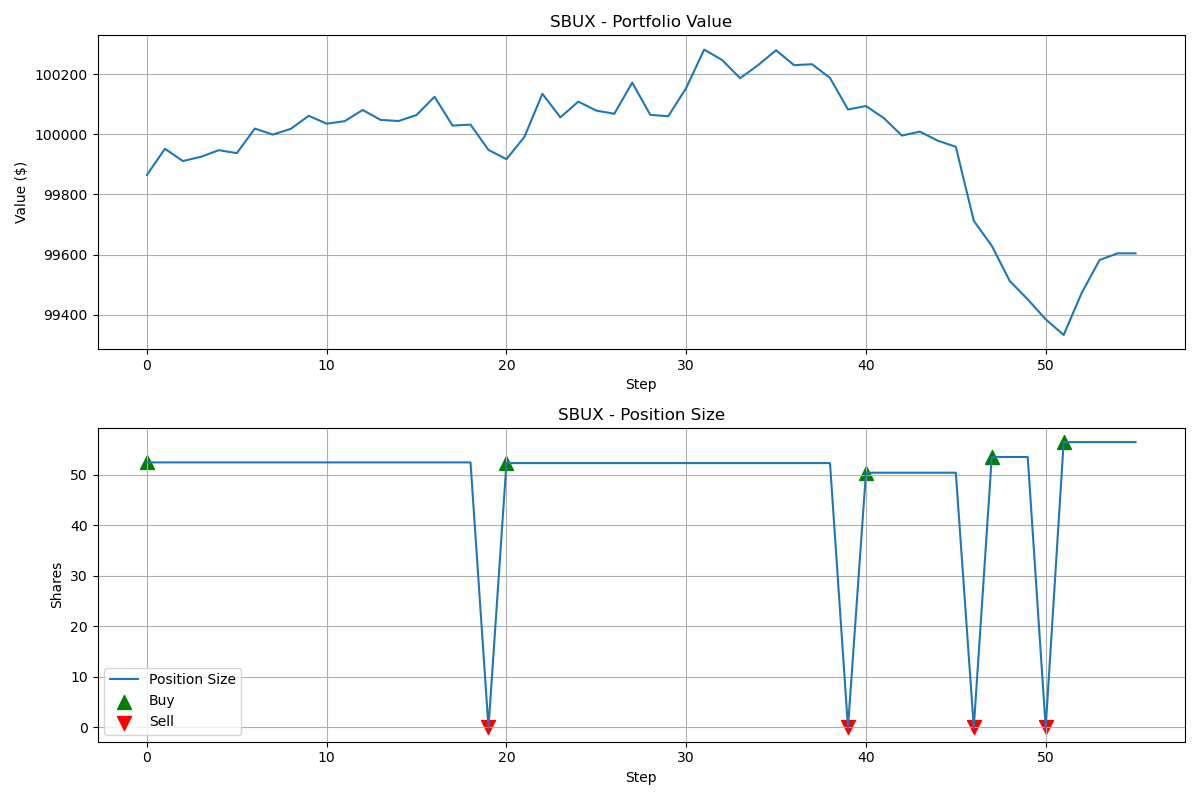 SBUX - Portfolio Value
Value ($)
100200
100000
99800
99600
99400
0 10 20 30 40 50
Step
SBUX - Position Size
Shares
50
40
30
20
10
0
Position Size
Buy
Sell
0 10 20 30 40 50
Step